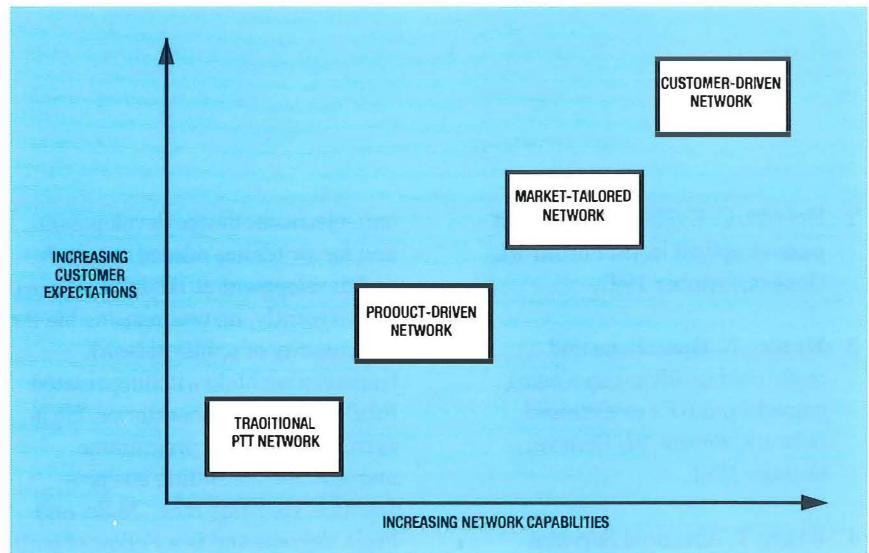 CUSTOMER-DRIVEN
NETWORK
MARKET-TAILORED
NETWORK
INCREASING
CUSTOMER
EXPECTATIONS
PROOUCT-DRIVEN
NETWORK
TRAOITIONAL
PTT NETWORK
INCREASING NETWORK CAPABILITIES